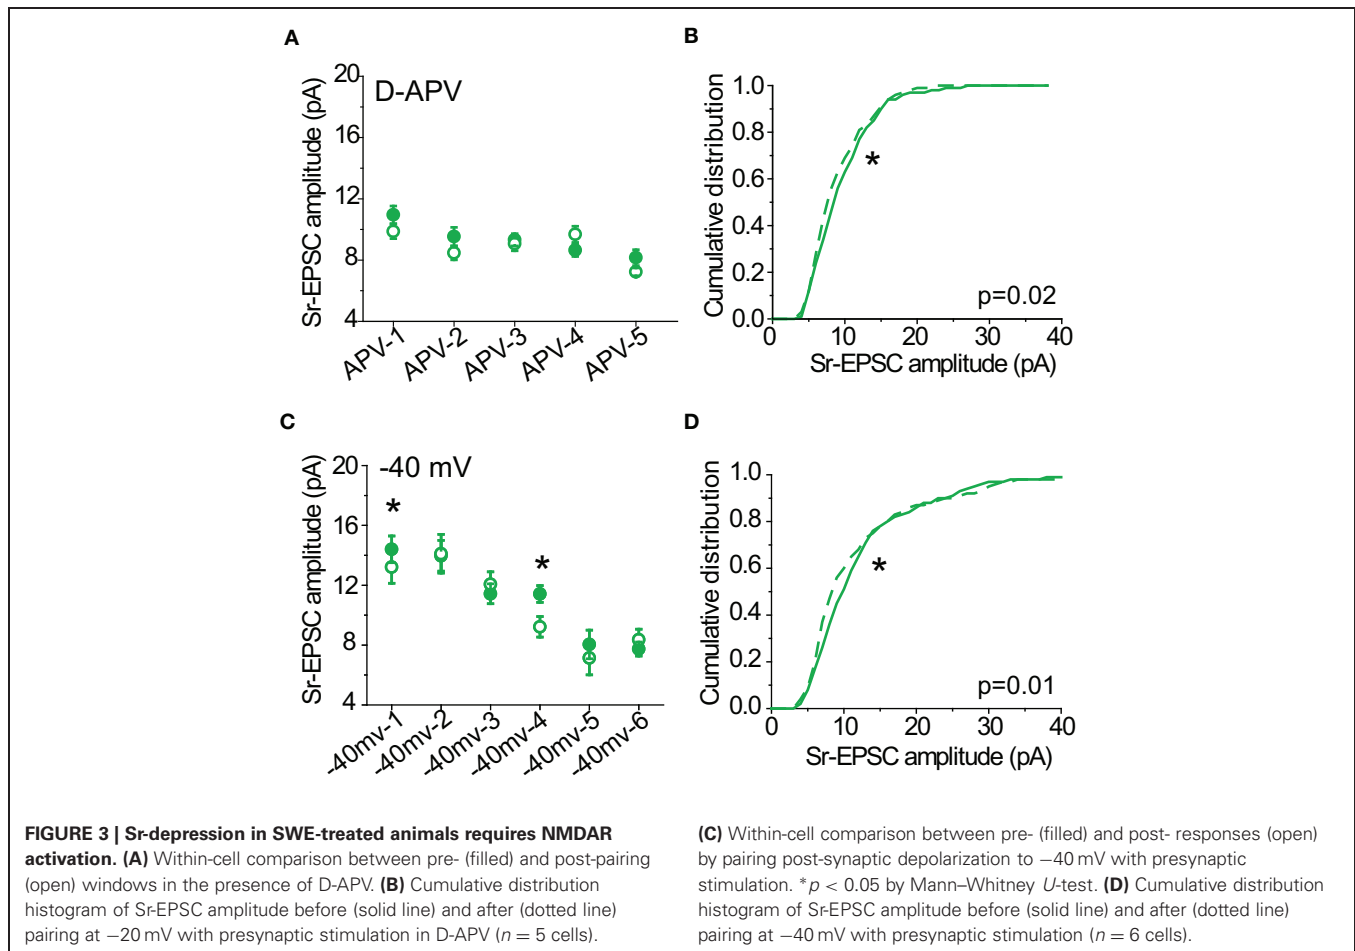 A
Sr-EPSC amplitude (pA)
20
16
12
8
4
D-APV
APV-1
APV-2
APV-3
APV-4
APV-5
B
Cumulative distribution
1.0
0.8
0.6
0.4
0.2
0.0
*
p=0.02
0 10 20 30 40
Sr-EPSC amplitude (pA)
C
Sr-EPSC amplitude (pA)
20
16
12
8
4
-40 mV
*
*
-40mv-1
-40mv-2
-40mv-3
-40mv-4
-40mv-5
-40mv-6
D
Cumulative distribution
1.0
0.8
0.6
0.4
0.2
0.0
*
p=0.01
0 10 20 30 40
Sr-EPSC amplitude (pA)
FIGURE 3 | Sr-depression in SWE-treated animals requires NMDAR
activation. (A) Within-cell comparison between pre- (filled) and post-pairing
(open) windows in the presence of D-APV. (B) Cumulative distribution
histogram of Sr-EPSC amplitude before (solid line) and after (dotted line)
pairing at −20 mV with presynaptic stimulation in D-APV (n = 5 cells).
(C) Within-cell comparison between pre- (filled) and post- responses (open)
by pairing post-synaptic depolarization to −40 mV with presynaptic
stimulation. *p < 0.05 by Mann–Whitney U-test. (D) Cumulative distribution
histogram of Sr-EPSC amplitude before (solid line) and after (dotted line)
pairing at −40 mV with presynaptic stimulation (n = 6 cells).